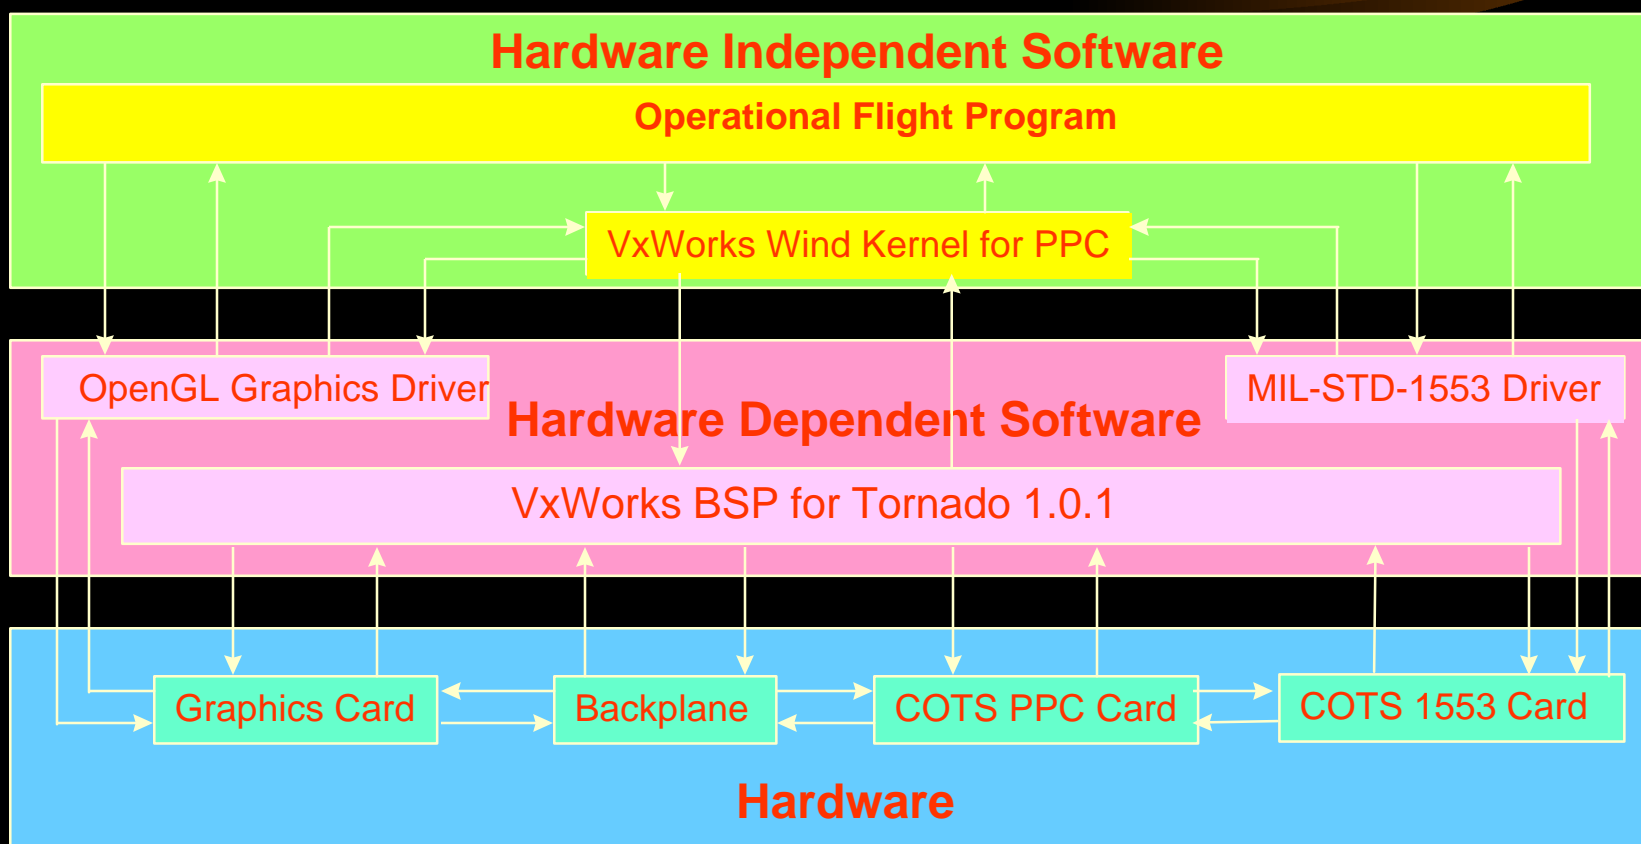 Hardware Independent Software
Operational Flight Program
VxWorks Wind Kernel for PPC
OpenGL Graphics Driver
MIL-STD-1553 Driver
Hardware Dependent Software
VxWorks BSP for Tornado 1.0.1
Graphics Card
Backplane
COTS PPC Card
COTS 1553 Card
Hardware